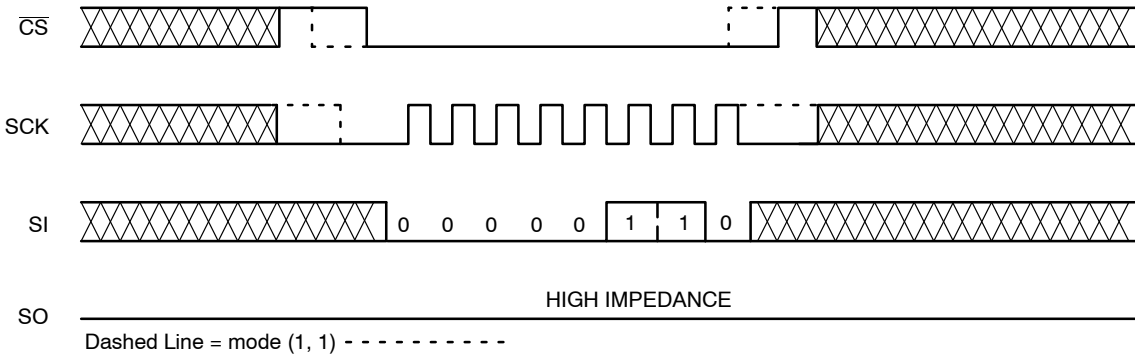 CS
SCK
SI 0 0 0 0 0 1 1 0
HIGH IMPEDANCE
SO
Dashed Line = mode (1, 1)